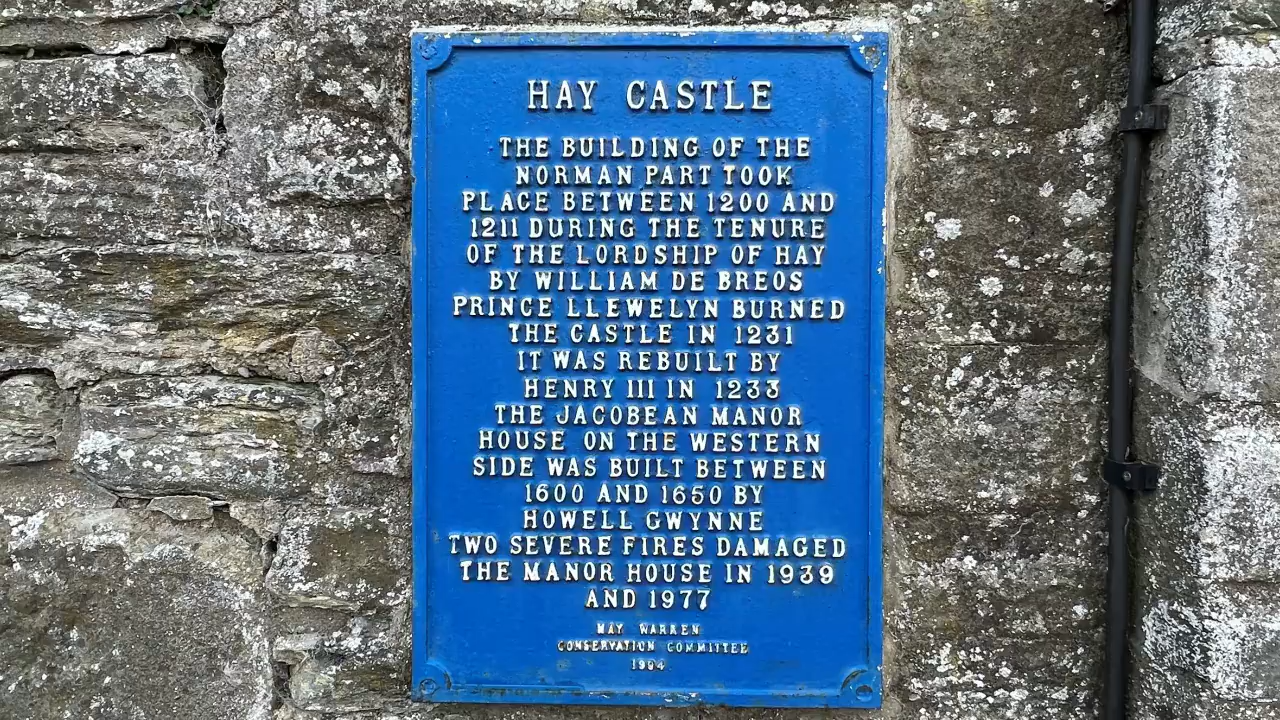 HAY CASTLE
THE BUILDING OF THE
NORMAN PART TOOK
PLACE BETWEEN 1200 AND
1211 DURING THE TENURE
OF THE LORDSHIP OF HAY
BY WILLIAM DE BREOS
PRINCE LLEWELYN BURNED
THE CASTLE IN 1231
IT WAS REBUILT BY
HENRY III IN 1233
THE JACOBEAN MANOR
HOUSE ON THE WESTERN
SIDE WAS BUILT BETWEEN
1600 AND 1650 BY
HOWELL GWYNNE
TWO SEVERE FIRES DAMAGED
THE MANOR HOUSE IN 1939
AND 1977
HAY WARREN
CONSERVATION COMMITTEE
1994